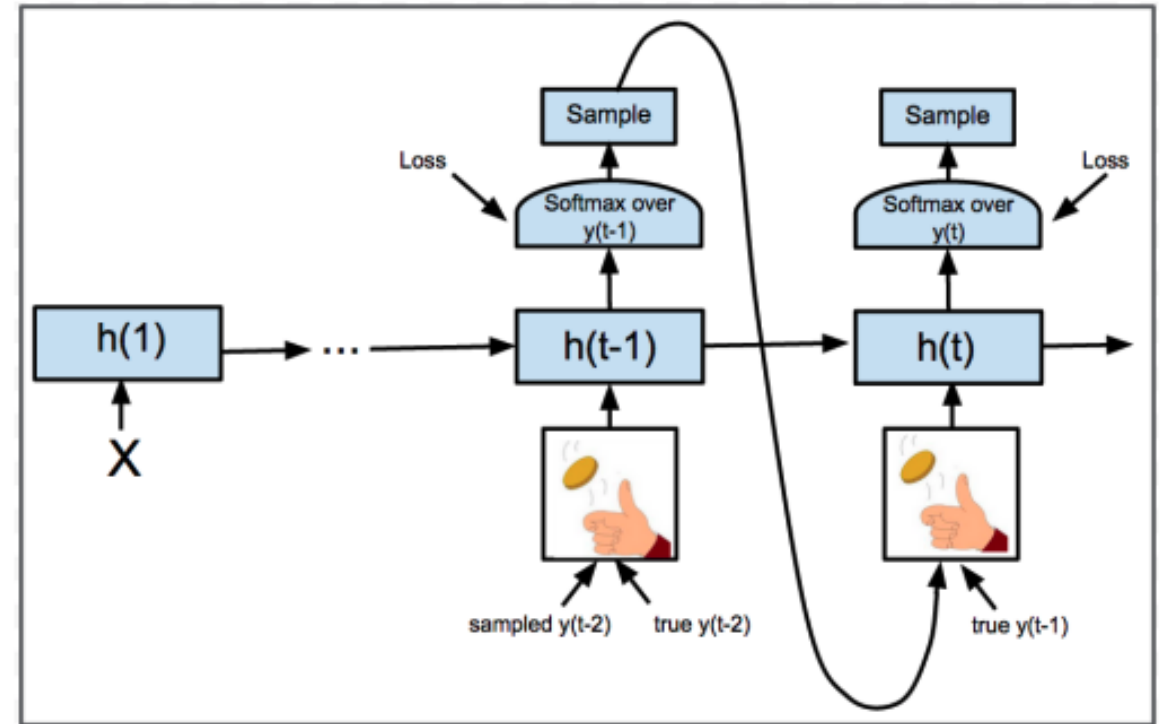 Sample
Sample
Loss
Loss
Softmax over
y(t-1)
Softmax over
y(t)
h(1)
...
h(t-1)
h(t)
X
sampled y(t-2)
true y(t-2)
true y(t-1)